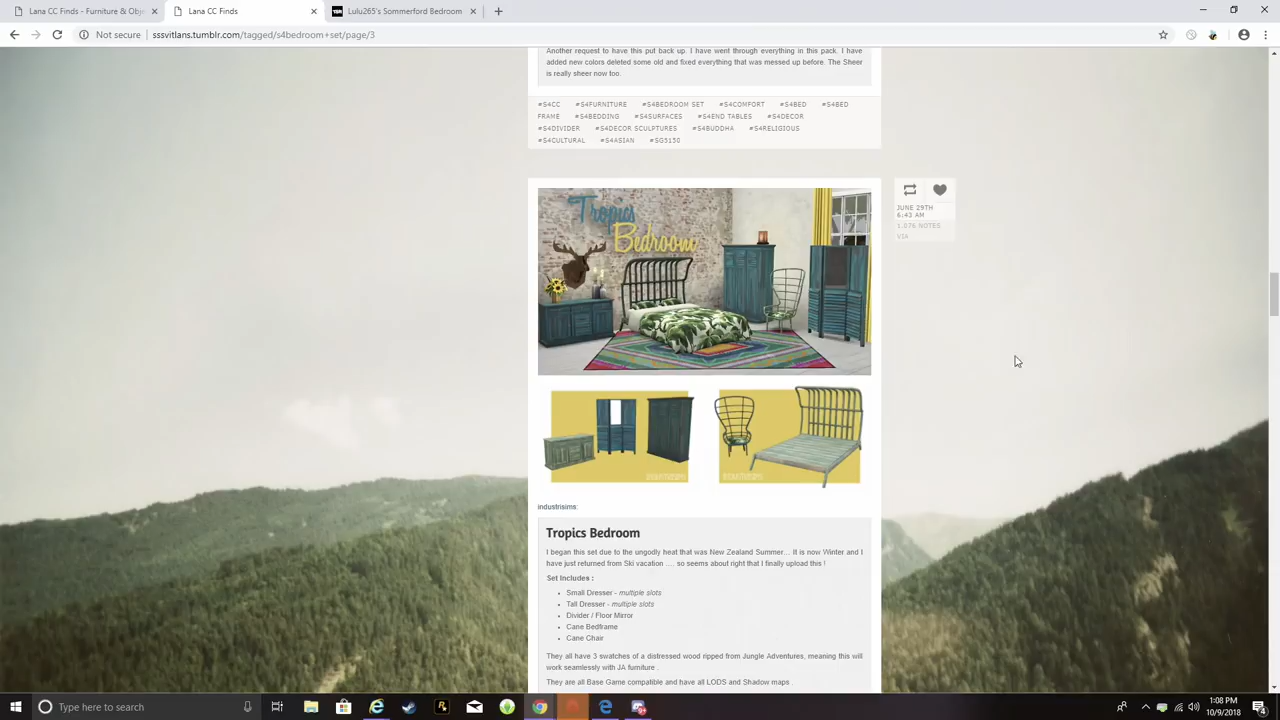 Lana CC Finds - Furniture & Obj
Lana CC Finds
TSR
Lulu265's Sommerford Bedroom
Not secure
sssvitlans.tumblr.com/tagged/s4bedroom+set/page/3
Another request to have this put back up. I have went through everything in this pack. I have
added new colors deleted some old and fixed everything that was messed up before. The Sheer
is really sheer now too.
#S4CC #S4FURNITURE #S4BEDROOM SET #S4COMFORT #S4BED #S4BED
FRAME #S4BEDDING #S4SURFACES #S4END TABLES #S4DECOR
#S4DIVIDER #S4DECOR SCULPTURES #S4BUDDHA #S4RELIGIOUS
#S4CULTURAL #S4ASIAN #SG5150
JUNE 29TH
6:43 AM
1,076 NOTES
VIA
Tropics
Bedroom
industrisims:
Tropics Bedroom
I began this set due to the ungodly heat that was New Zealand Summer… It is now Winter and I
have just returned from Ski vacation …. so seems about right that I finally upload this !
Set Includes :
Small Dresser - multiple slots
Tall Dresser - multiple slots
Divider / Floor Mirror
Cane Bedframe
Cane Chair
They all have 3 swatches of a distressed wood ripped from Jungle Adventures, meaning this will
work seamlessly with JA furniture .
They are all Base Game compatible and have all LODS and Shadow maps .
Type here to search
1:08 PM
10/9/2018